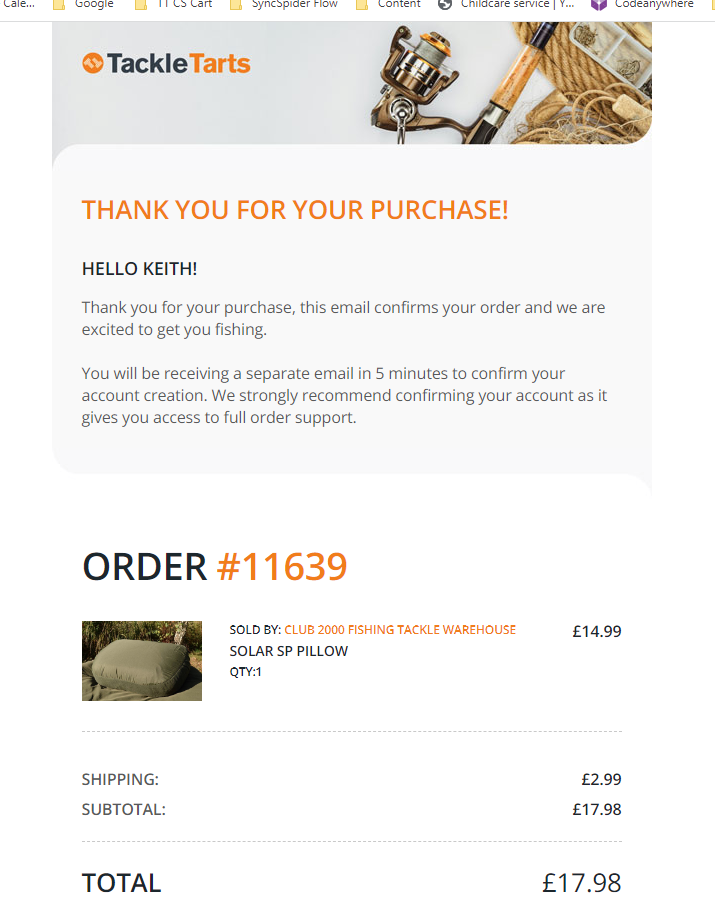 Cale...
Google
TT CS Cart
SyncSpider Flow
Content
Childcare service | Y...
Codeanywhere
TackleTarts
THANK YOU FOR YOUR PURCHASE!
HELLO KEITH!
Thank you for your purchase, this email confirms your order and we are
excited to get you fishing.
You will be receiving a separate email in 5 minutes to confirm your
account creation. We strongly recommend confirming your account as it
gives you access to full order support.
ORDER #11639
SOLD BY: CLUB 2000 FISHING TACKLE WAREHOUSE £14.99
SOLAR SP PILLOW
QTY:1
SHIPPING: £2.99
SUBTOTAL: £17.98
TOTAL £17.98